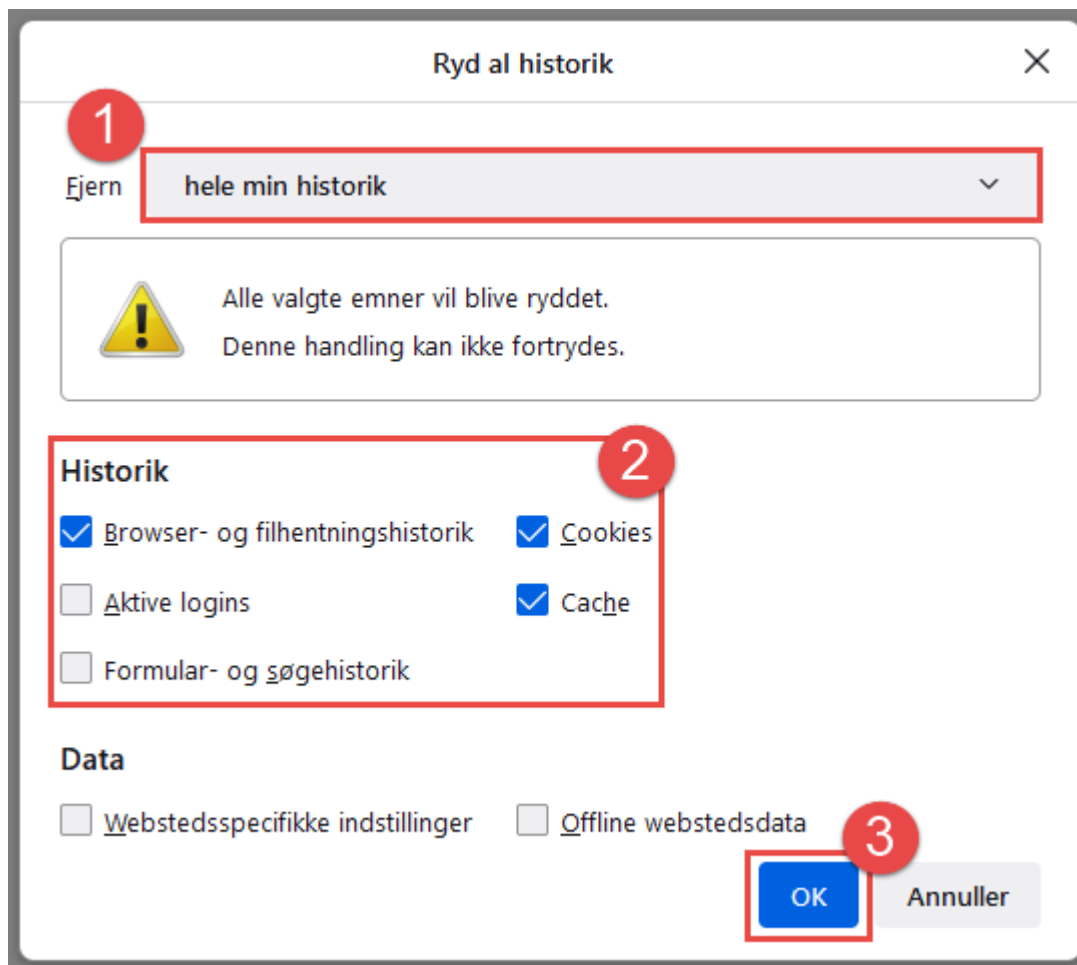 Ryd al historik
1
Fjern hele min historik
Alle valgte emner vil blive ryddet.
Denne handling kan ikke fortrydes.
2
Historik
Browser- og filhentningshistorik Cookies
Aktive logins Cache
Formular- og søgehistorik
Data
Webstedsspecifikke indstillinger Offline webstedsdata
3
OK Annuller